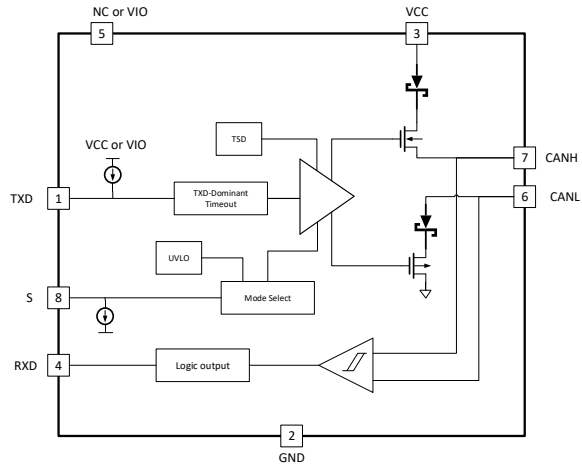 NC or VIO
5
VCC
3
TSD
VCC or VIO
7
CANH
TXD
1
TXD-Dominant
Timeout
6
CANL
UVLO
S
8
Mode Select
RXD
4
Logic output
2
GND